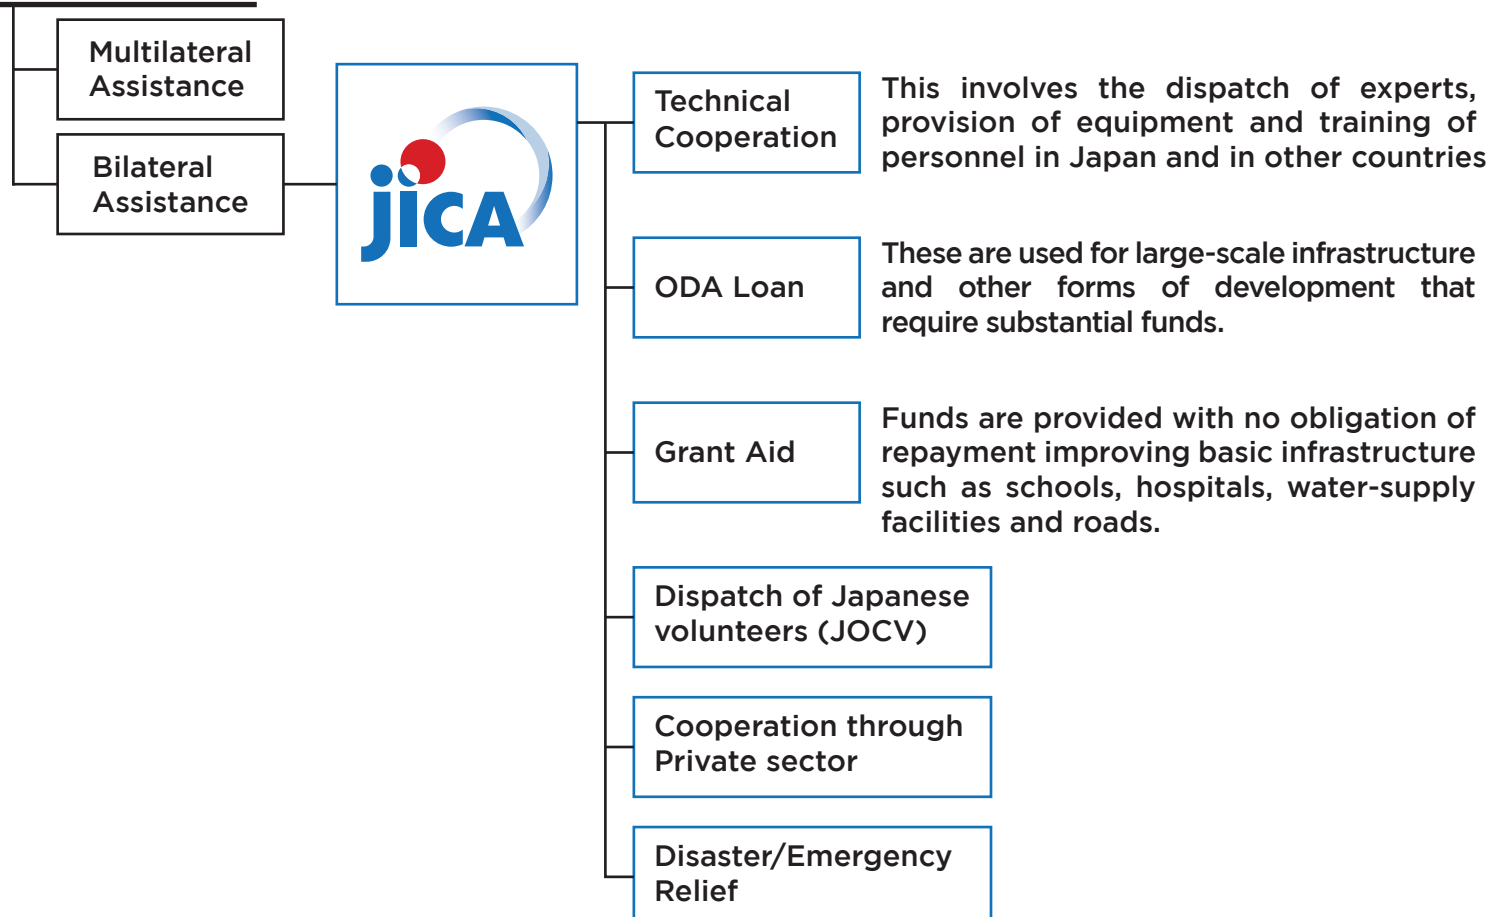 Multilateral
Assistance
Bilateral
Assistance
jicA
Technical
Cooperation
This involves the dispatch of experts,
provision of equipment and training of
personnel in Japan and in other countries
ODA Loan
These are used for large-scale infrastructure
and other forms of development that
require substantial funds.
Grant Aid
Funds are provided with no obligation of
repayment improving basic infrastructure
such as schools, hospitals, water-supply
facilities and roads.
Dispatch of Japanese
volunteers (JOCV)
Cooperation through
Private sector
Disaster/Emergency
Relief